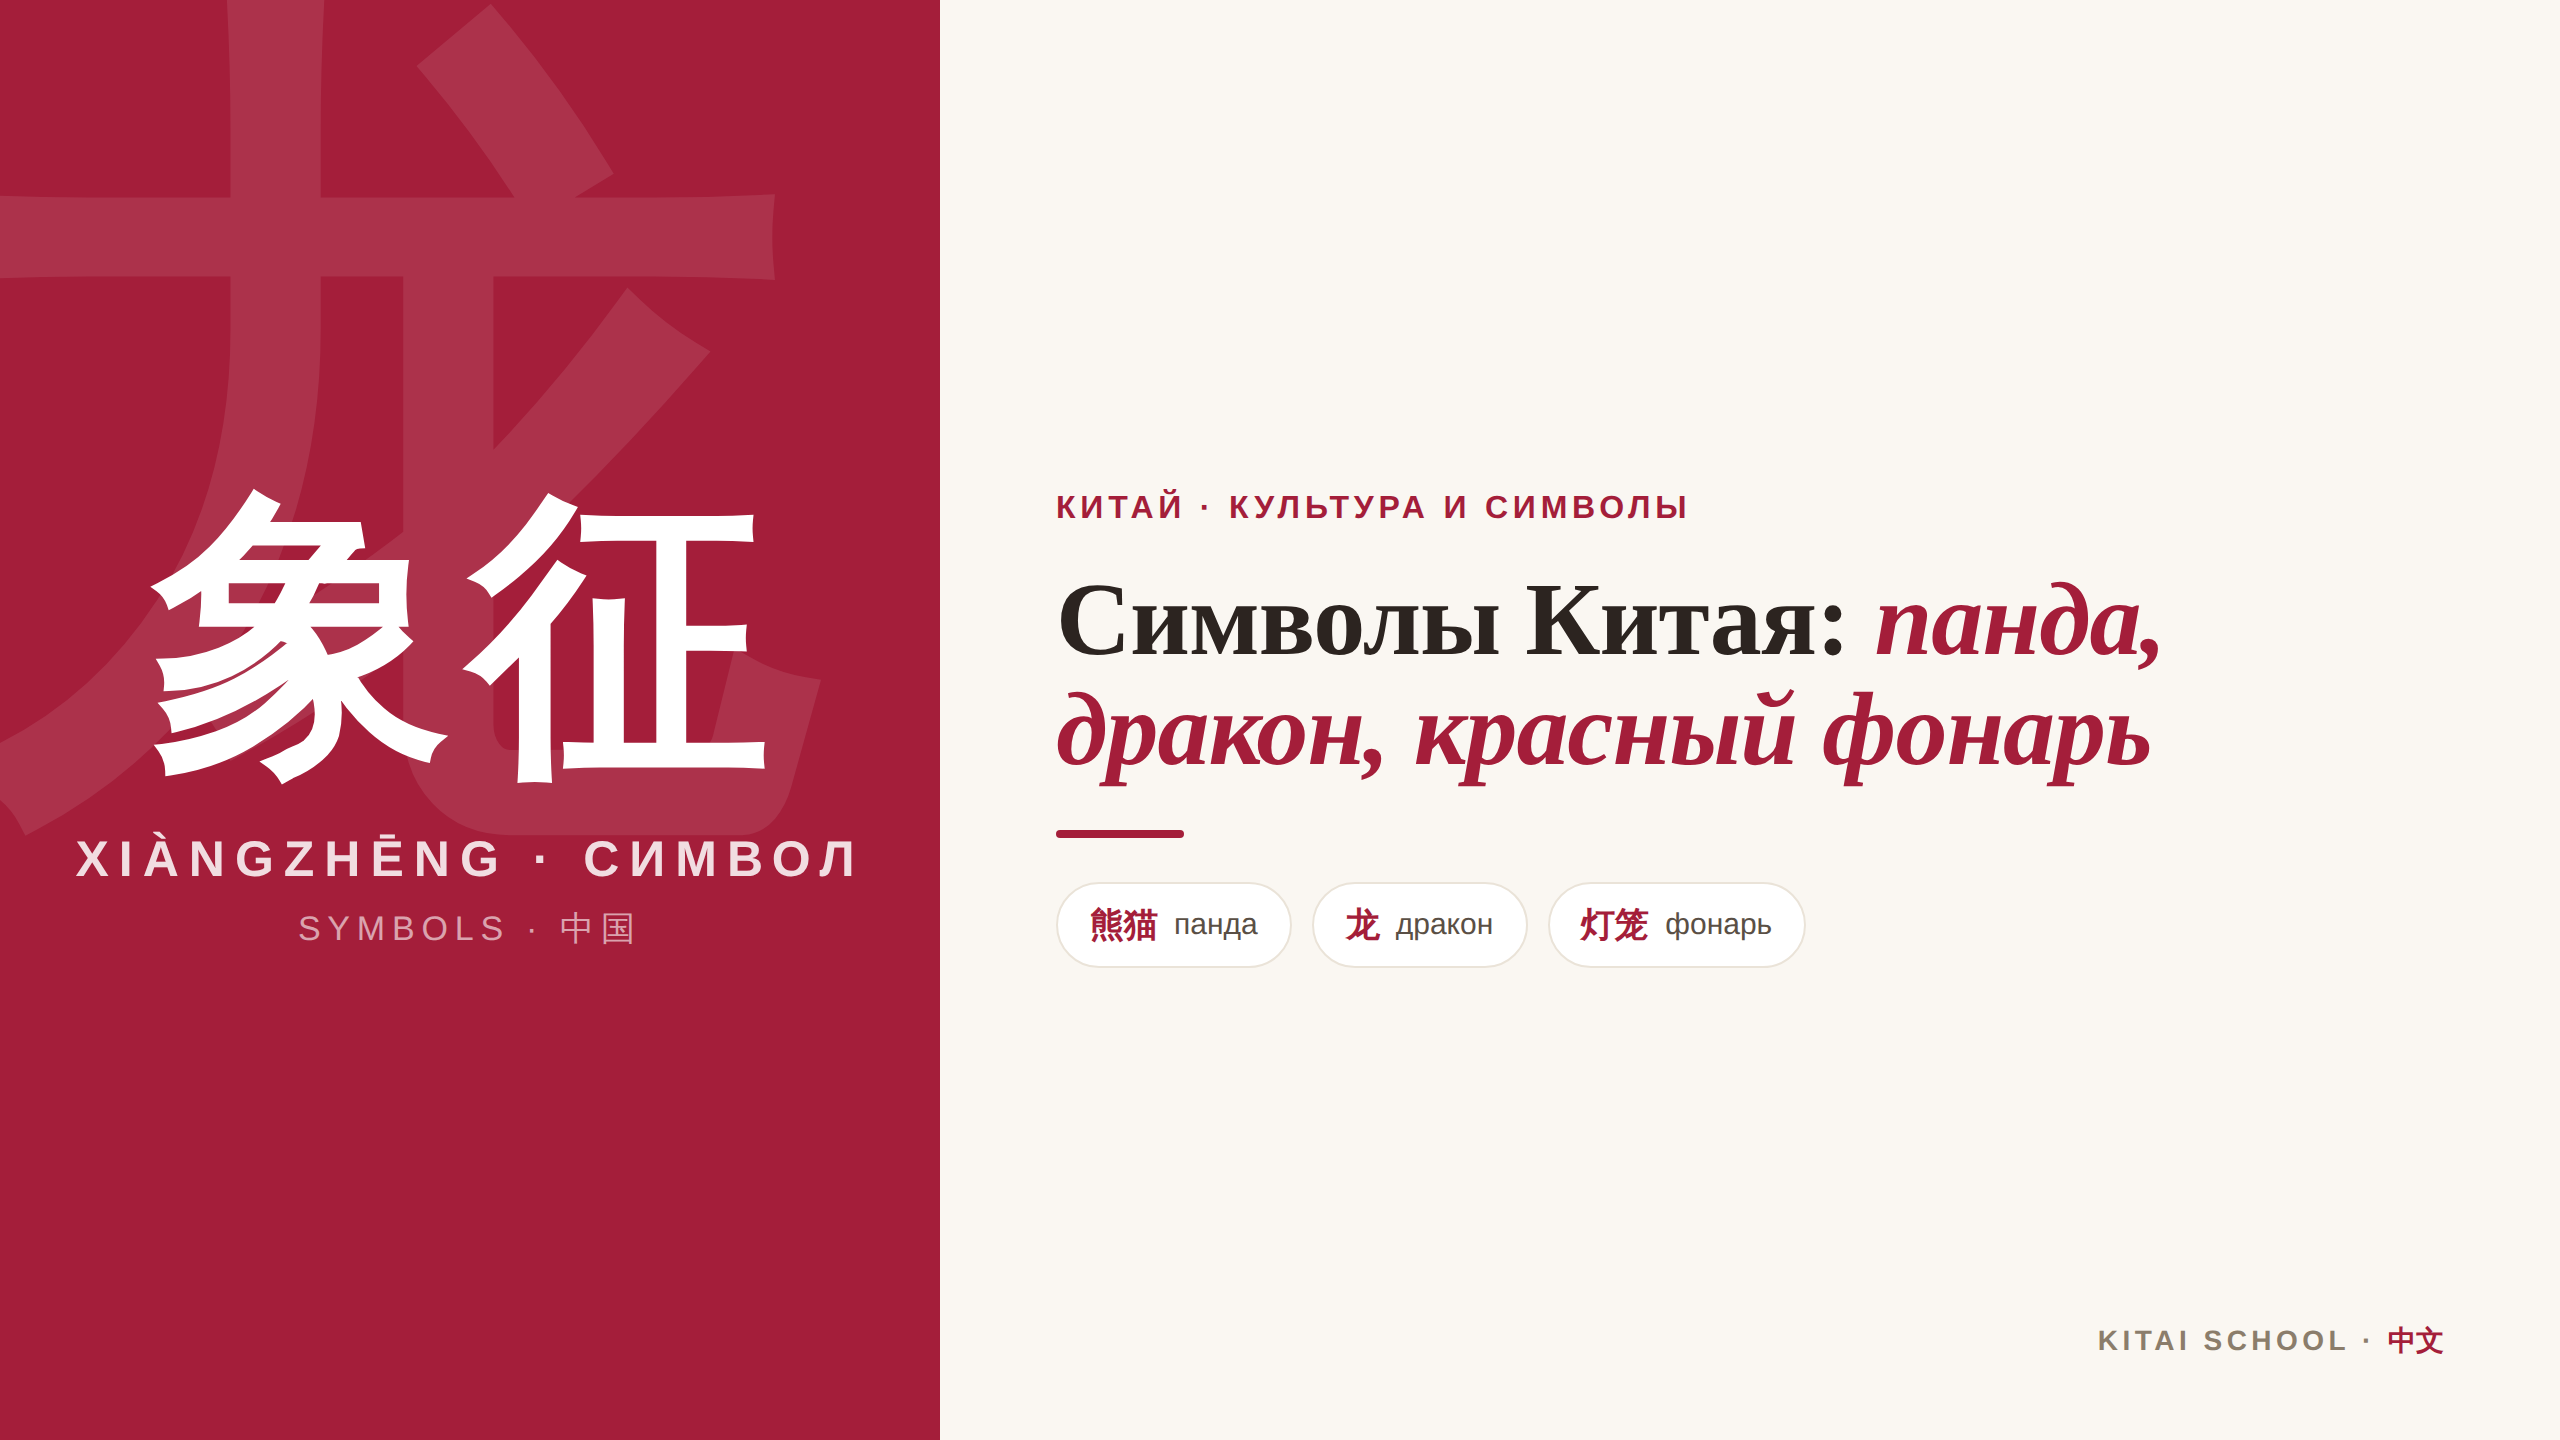 龙
象征
XIÀNGZHĒNG · СИМВОЛ
SYMBOLS · 中国
КИТАЙ · КУЛЬТУРА И СИМВОЛЫ
Символы Китая: панда,
дракон, красный фонарь
熊猫 панда
龙 дракон
灯笼 фонарь
KITAI SCHOOL · 中文